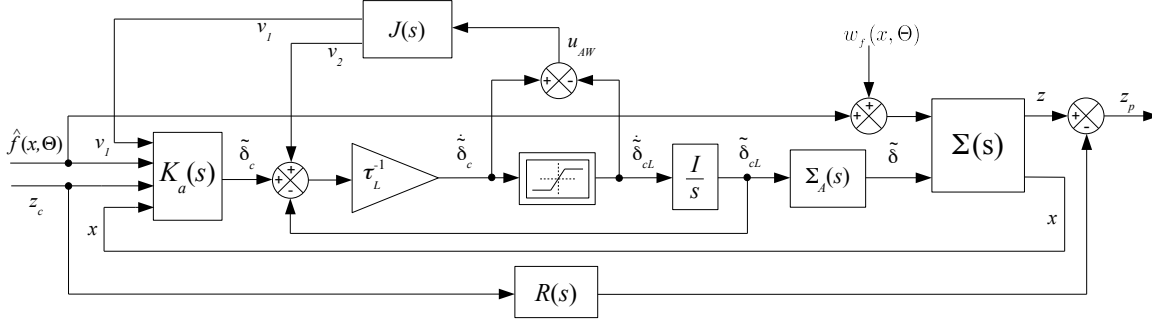 v₁
J(s)
v₂
u_AW
w_f(x,Θ)
+
-
f̂(x,Θ)
v₁
K_a(s)
δ̃_c
+
+
-
τ_L⁻¹
δ̃̇_c
δ̃̇_cL
I
s
δ̃_cL
Σ_A(s)
δ̃
+
+
Σ(s)
z
+
-
z_p
z_c
x
x
R(s)